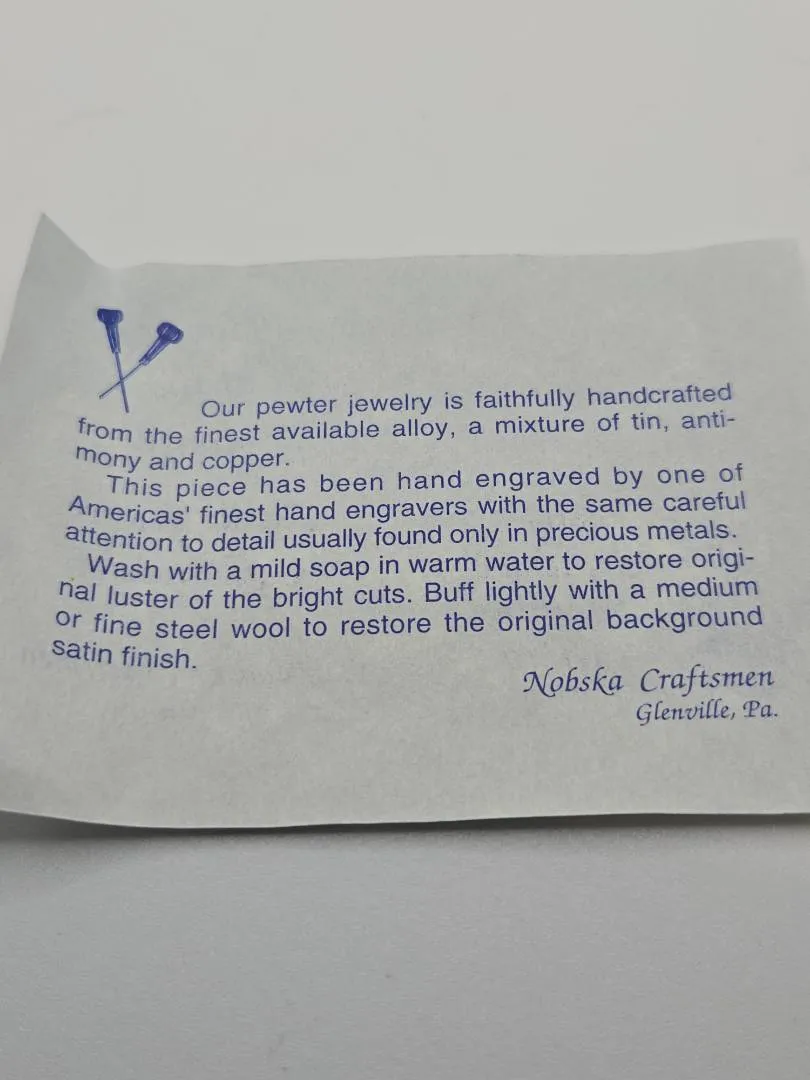 Our pewter jewelry is faithfully handcrafted
from the finest available alloy, a mixture of tin, anti-
mony and copper.
This piece has been hand engraved by one of
Americas' finest hand engravers with the same careful
attention to detail usually found only in precious metals.
Wash with a mild soap in warm water to restore origi-
nal luster of the bright cuts. Buff lightly with a medium
or fine steel wool to restore the original background
satin finish.
Nobska Craftsmen
Glenville, Pa.